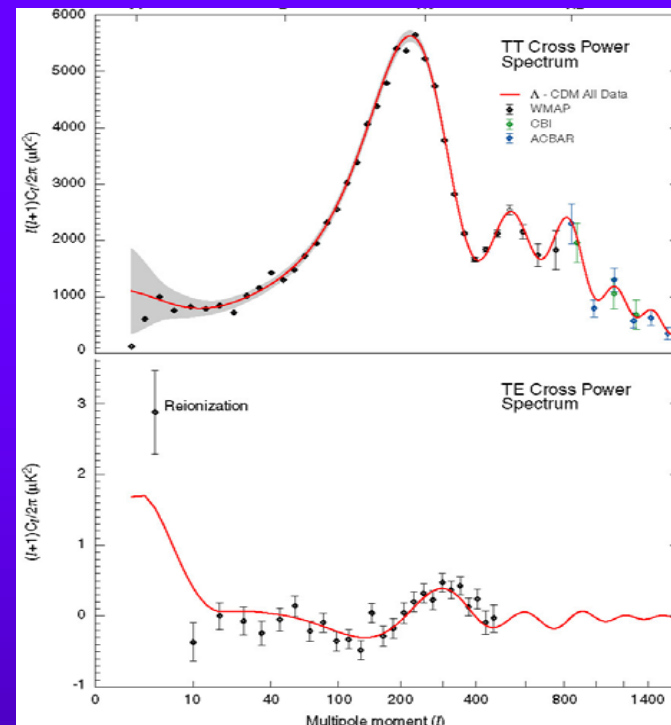 6000
5000
4000
3000
2000
1000
0
l(l+1)Cl/2π (μK²)
TT Cross Power
Spectrum
Λ - CDM All Data
WMAP
CBI
ACBAR
3
2
1
0
-1
(l+1)Cl/2π (μK²)
Reionization
TE Cross Power
Spectrum
0 10 40 100 200 400 800 1400
Multipole moment (l)